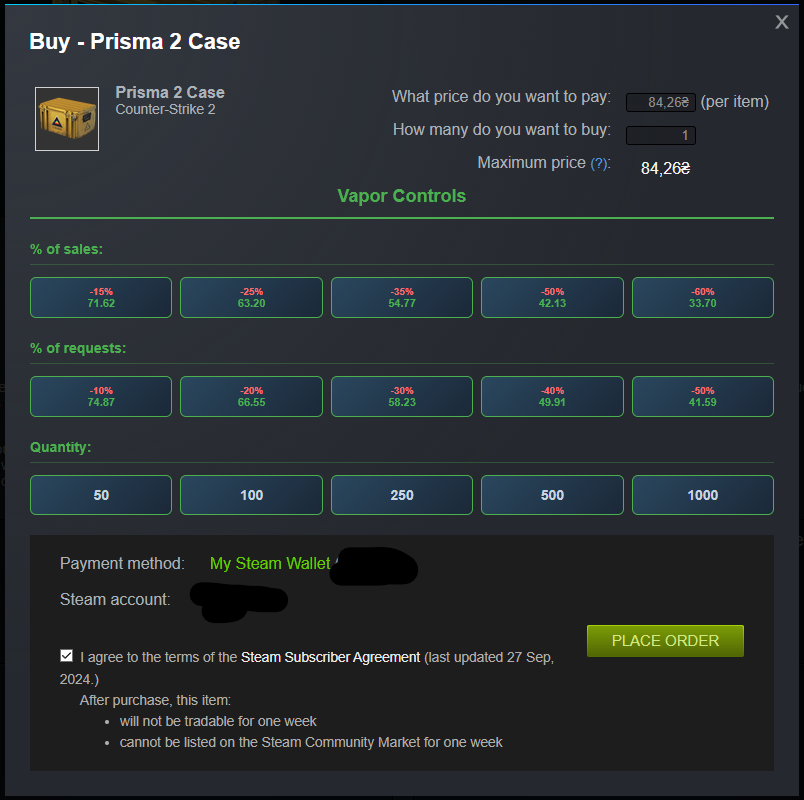 X
Buy - Prisma 2 Case
Prisma 2 Case
Counter-Strike 2
What price do you want to pay: 84,26₴ (per item)
How many do you want to buy: 1
Maximum price (?): 84,26₴
Vapor Controls
% of sales:
-15% -25% -35% -50% -60%
71.62 63.20 54.77 42.13 33.70
% of requests:
-10% -20% -30% -40% -50%
74.87 66.55 58.23 49.91 41.59
Quantity:
50 100 250 500 1000
Payment method: My Steam Wallet
Steam account:
PLACE ORDER
I agree to the terms of the Steam Subscriber Agreement (last updated 27 Sep,
2024.)
After purchase, this item:
• will not be tradable for one week
• cannot be listed on the Steam Community Market for one week